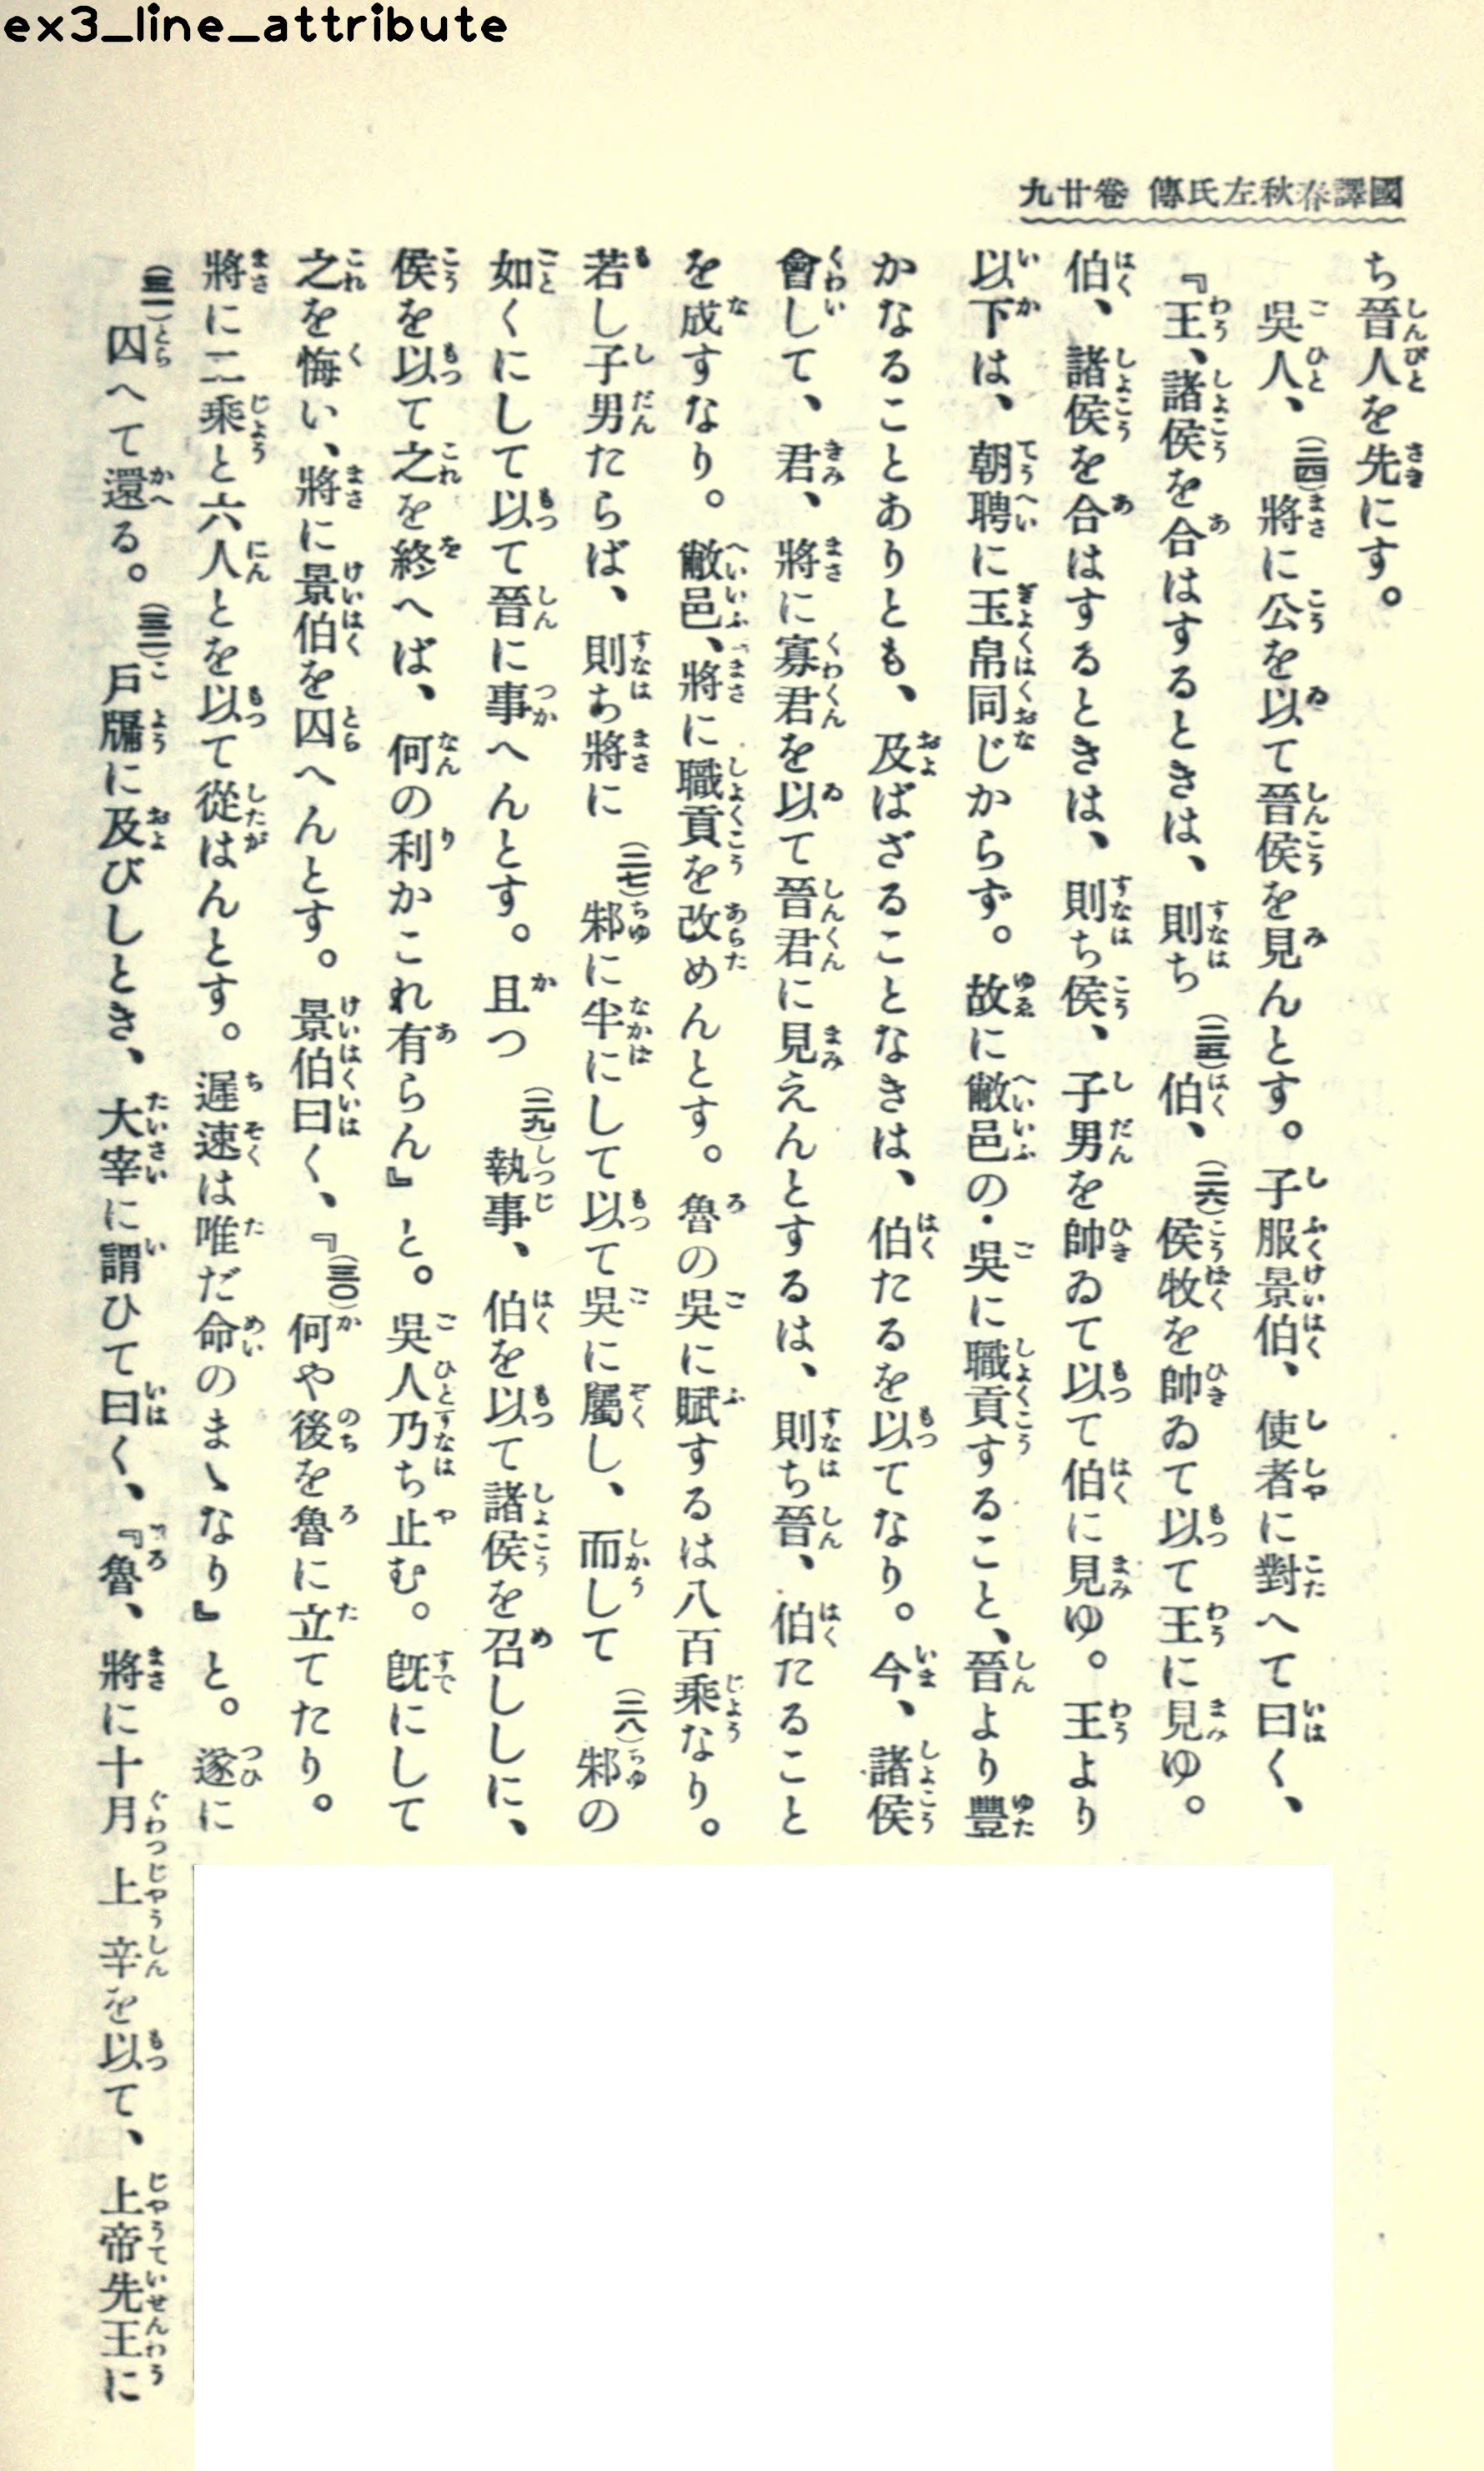 ex3_line_attribute
國譯春秋左氏傳 卷廿九
ち晉人を先にす。
吳人、(二四)將に公を以て晉侯を見んとす。子服景伯、使者に對へて曰く、
『王、諸侯を合はするときは、則ち(二五)伯、(二六)侯牧を帥ゐて以て王に見ゆ。
伯、諸侯を合はするときは、則ち侯、子男を帥ゐて以て伯に見ゆ。王より
以下は、朝聘に玉帛同じからず。故に敝邑の·吳に職貢すること、晉より豐
かなることありとも、及ばざることなきは、伯たるを以てなり。今、諸侯
會して、君、將に寡君を以て晉君に見えんとするは、則ち晉、伯たること
を成すなり。敝邑、將に職貢を改めんとす。魯の吳に賦するは八百乘なり。
若し子男たらば、則ち將に(二七)邾に半にして以て吳に屬し、而して(二八)邾の
如くにして以て晉に事へんとす。且つ(二九)執事、伯を以て諸侯を召ししに、
侯を以て之を終へば、何の利かこれ有らん』と。吳人乃ち止む。旣にして
之を悔い、將に景伯を囚へんとす。景伯曰く、『(三〇)何や後を魯に立てたり。
將に二乘と六人とを以て從はんとす。遲速は唯だ命のまゝなり』と。遂に
(三一)囚へて還る。(三二)戶牖に及びしとき、大宰に謂ひて曰く、『魯、將に十月上辛を以て、上帝先王に